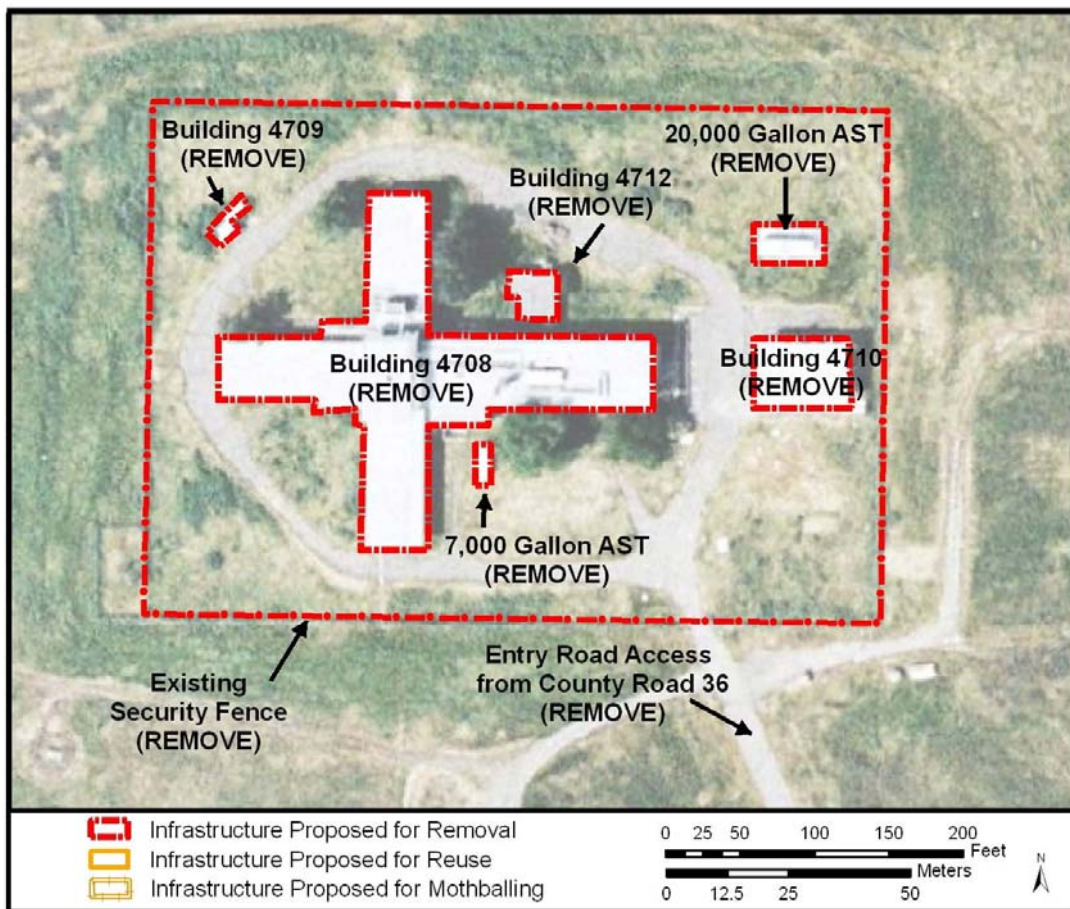 Building 4709
(REMOVE)
20,000 Gallon AST
(REMOVE)
Building 4712
(REMOVE)
Building 4708
(REMOVE)
Building 4710
(REMOVE)
7,000 Gallon AST
(REMOVE)
Existing
Security Fence
(REMOVE)
Entry Road Access
from County Road 36
(REMOVE)
Infrastructure Proposed for Removal
Infrastructure Proposed for Reuse
Infrastructure Proposed for Mothballing
0 25 50 100 150 200
Feet
Meters
0 12.5 25 50
N